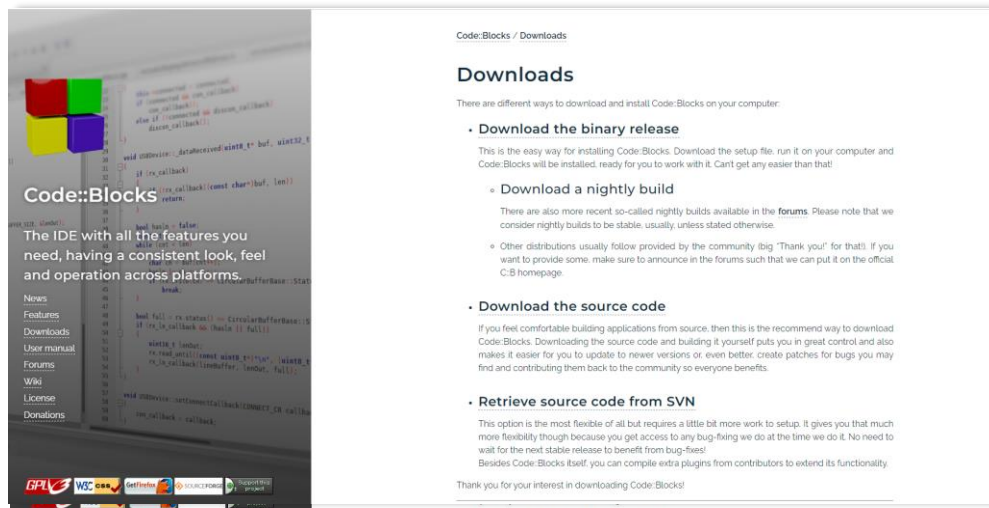 Code::Blocks
The IDE with all the features you
need, having a consistent look, feel
and operation across platforms.
News
Features
Downloads
User manual
Forums
Wiki
License
Donations
GPLV3
W3C css
GetFirefox
SOURCEFORGE
Support this
project
Code::Blocks / Downloads
Downloads
There are different ways to download and install Code::Blocks on your computer:
• Download the binary release
This is the easy way for installing Code::Blocks. Download the setup file, run it on your computer and
Code::Blocks will be installed, ready for you to work with it. Can't get any easier than that!
Download a nightly build
There are also more recent so-called nightly builds available in the forums. Please note that we
consider nightly builds to be stable, usually, unless stated otherwise.
Other distributions usually follow provided by the community (big "Thank you!" for that!). If you
want to provide some, make sure to announce in the forums such that we can put it on the official
C::B homepage.
• Download the source code
If you feel comfortable building applications from source, then this is the recommend way to download
Code::Blocks. Downloading the source code and building it yourself puts you in great control and also
makes it easier for you to update to newer versions or, even better, create patches for bugs you may
find and contributing them back to the community so everyone benefits.
• Retrieve source code from SVN
This option is the most flexible of all but requires a little bit more work to setup. It gives you that much
more flexibility though because you get access to any bug-fixing we do at the time we do it. No need to
wait for the next stable release to benefit from bug-fixes!
Besides Code::Blocks itself, you can compile extra plugins from contributors to extend its functionality.
Thank you for your interest in downloading Code::Blocks!